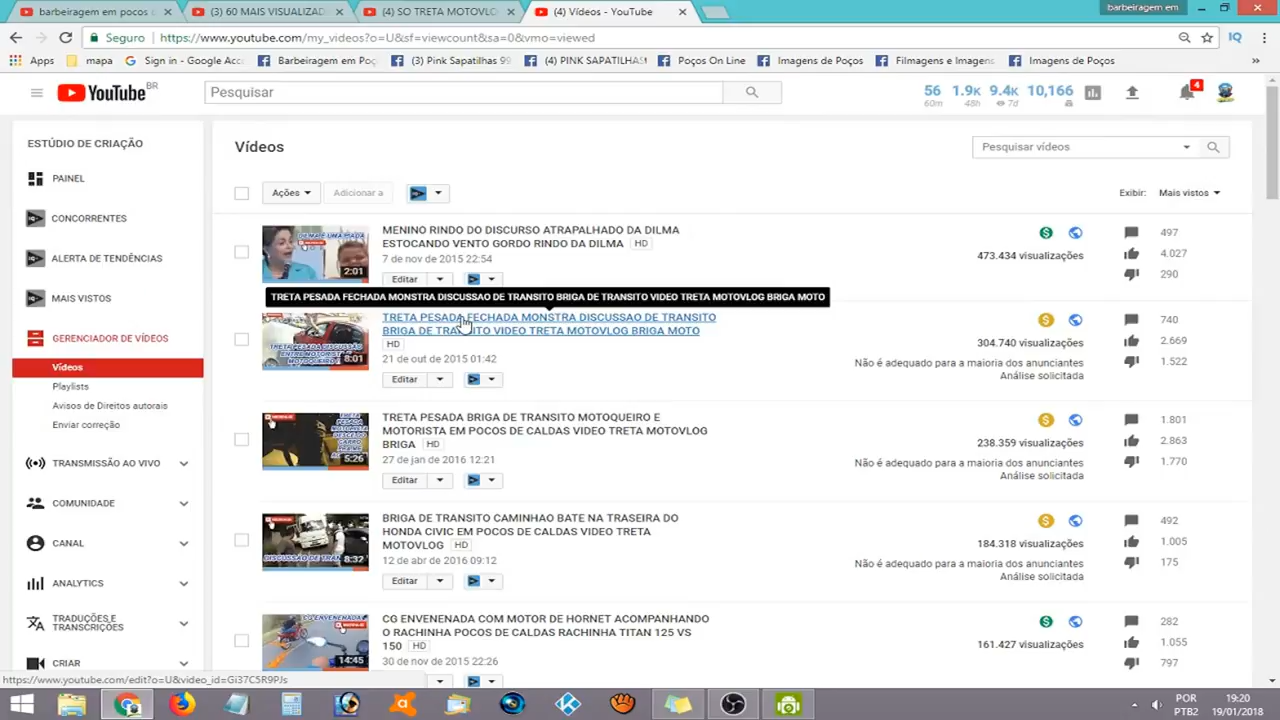 barbeiragem em pocos
(3) 60 MAIS VISUALIZAD
(4) SO TRETA MOTOVLO
(4) Vídeos - YouTube
barbeiragem em
Seguro
https://www.youtube.com/my_videos?o=U&sf=viewcount&sa=0&vmo=viewed
IQ
Apps
mapa
Sign in - Google Acc
Barbeiragem em Poç
(3) Pink Sapatilhas 99
(4) PINK SAPATILHAS
Poços On Line
Imagens de Poços
Filmagens e Imagens
Imagens de Poços
»
YouTube BR
Pesquisar
56 1.9K 9.4K 10,166
60m 48h 7d
4
ESTÚDIO DE CRIAÇÃO
PAINEL
CONCORRENTES
ALERTA DE TENDÊNCIAS
MAIS VISTOS
GERENCIADOR DE VÍDEOS
Vídeos
Playlists
Avisos de Direitos autorais
Enviar correção
TRANSMISSÃO AO VIVO
COMUNIDADE
CANAL
ANALYTICS
TRADUÇÕES E
TRANSCRIÇÕES
CRIAR
Vídeos
Pesquisar vídeos
Ações
Adicionar a
Exibir: Mais vistos
2:01
MENINO RINDO DO DISCURSO ATRAPALHADO DA DILMA
ESTOCANDO VENTO GORDO RINDO DA DILMA HD
7 de nov de 2015 22:54
Editar
473.434 visualizações
497
4.027
290
TRETA PESADA FECHADA MONSTRA DISCUSSAO DE TRANSITO BRIGA DE TRANSITO VIDEO TRETA MOTOVLOG BRIGA MOTO
8:01
TRETA PESADA FECHADA MONSTRA DISCUSSAO DE TRANSITO
BRIGA DE TRANSITO VIDEO TRETA MOTOVLOG BRIGA MOTO
HD
21 de out de 2015 01:42
Editar
304.740 visualizações
Não é adequado para a maioria dos anunciantes
Análise solicitada
740
2.669
1.522
5:26
TRETA PESADA BRIGA DE TRANSITO MOTOQUEIRO E
MOTORISTA EM POCOS DE CALDAS VIDEO TRETA MOTOVLOG
BRIGA HD
27 de jan de 2016 12:21
Editar
238.359 visualizações
Não é adequado para a maioria dos anunciantes
Análise solicitada
1.801
2.863
1.770
8:32
BRIGA DE TRANSITO CAMINHAO BATE NA TRASEIRA DO
HONDA CIVIC EM POCOS DE CALDAS VIDEO TRETA
MOTOVLOG HD
12 de abr de 2016 09:12
Editar
184.318 visualizações
Não é adequado para a maioria dos anunciantes
Análise solicitada
492
1.005
175
14:45
CG ENVENENADA COM MOTOR DE HORNET ACOMPANHANDO
O RACHINHA POCOS DE CALDAS RACHINHA TITAN 125 VS
150 HD
30 de nov de 2015 22:26
161.427 visualizações
282
1.055
797
https://www.youtube.com/edit?o=U&video_id=Gi37C5R9PJs
POR
PTB2
19:20
19/01/2018